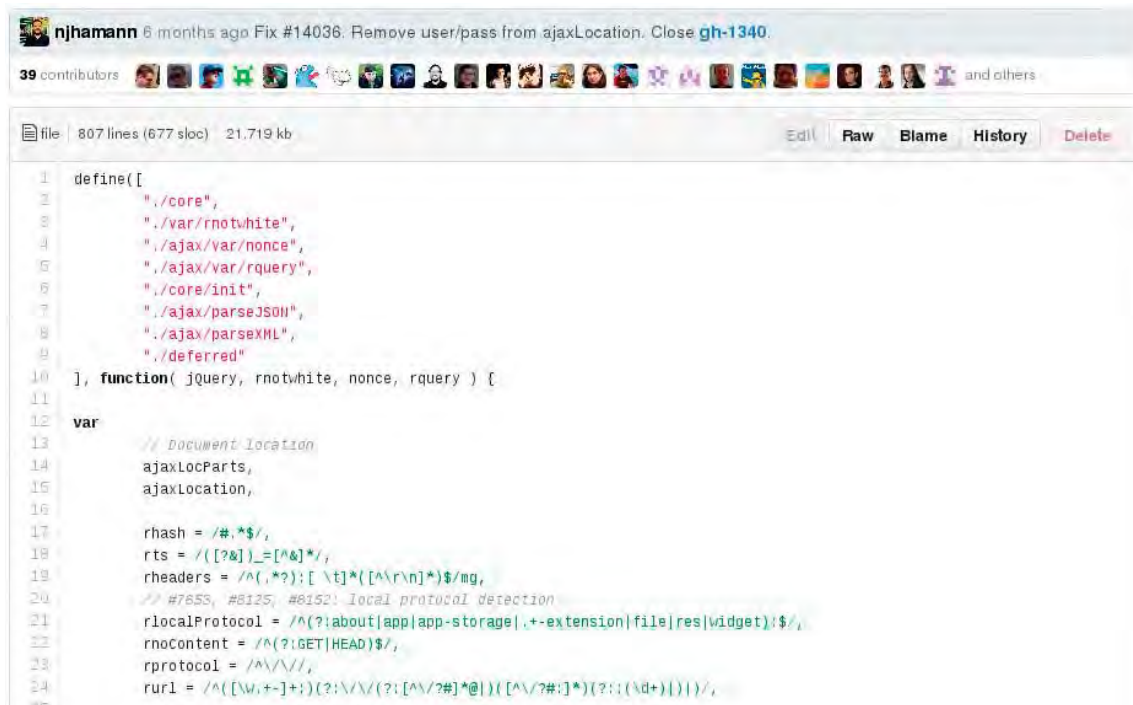 njhamann 6 months ago Fix #14036. Remove user/pass from ajaxLocation. Close gh-1340.
39 contributors and others
file 807 lines (677 sloc) 21.719 kb Edit Raw Blame History Delete
1 define([
2 "./core",
3 "./var/rnotwhite",
4 "./ajax/var/nonce",
5 "./ajax/var/rquery",
6 "./core/init",
7 "./ajax/parseJSON",
8 "./ajax/parseXML",
9 "./deferred"
10 ], function( jQuery, rnotwhite, nonce, rquery ) {
11
12 var
13 // Document location
14 ajaxLocParts,
15 ajaxLocation,
16
17 rhash = /#.*$/,
18 rts = /([?&])_=[^&]*/,
19 rheaders = /^(.*?):[ \t]*([^\r\n]*)$/mg,
20 // #7653, #8125, #8152: local protocol detection
21 rlocalProtocol = /^(?:about|app|app-storage|.+-extension|file|res|widget):$/,
22 rnoContent = /^(?:GET|HEAD)$/,
23 rprotocol = /^\/\//,
24 rurl = /^([\w.+-]+:)(?:\/\/(?:[^\/?#]*@|)([^\/?#:]*)(?::(\d+)|)|)/,